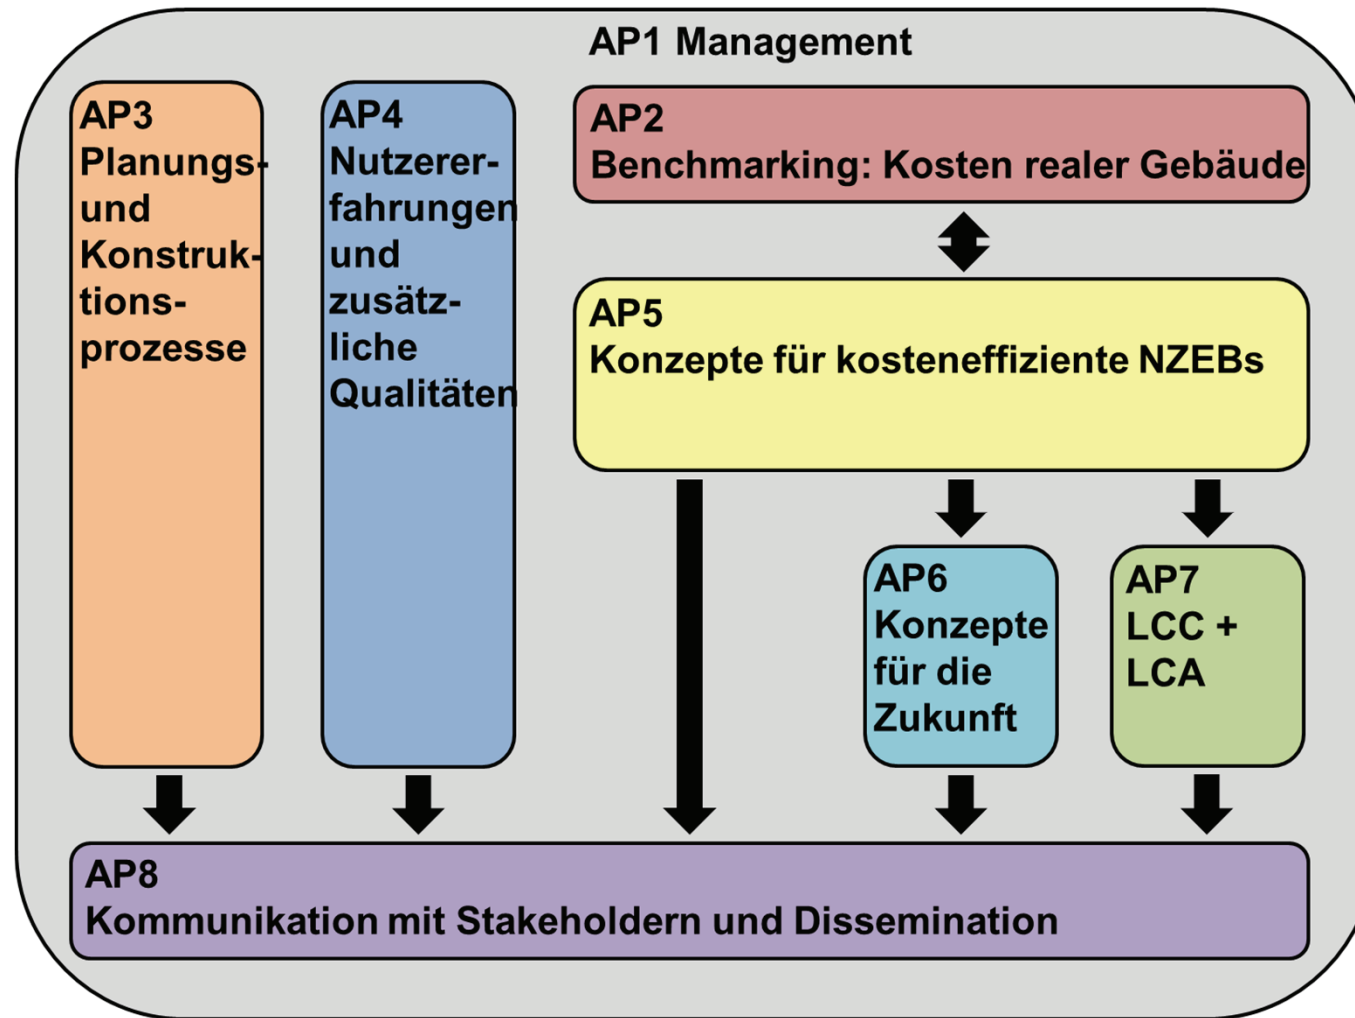 AP1 Management
AP3
Planungs-
und
Konstruk-
tions-
prozesse
AP4
Nutzerer-
fahrungen
und
zusätz-
liche
Qualitäten
AP2
Benchmarking: Kosten realer Gebäude
AP5
Konzepte für kosteneffiziente NZEBs
AP6
Konzepte
für die
Zukunft
AP7
LCC +
LCA
AP8
Kommunikation mit Stakeholdern und Dissemination